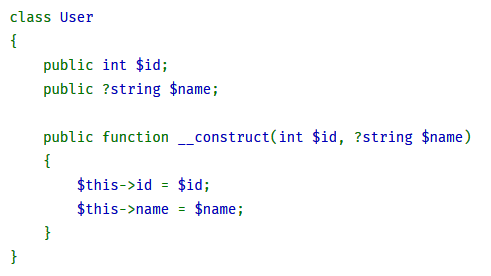 class User
{
    public int $id;
    public ?string $name;

    public function __construct(int $id, ?string $name)
    {
        $this->id = $id;
        $this->name = $name;
    }
}